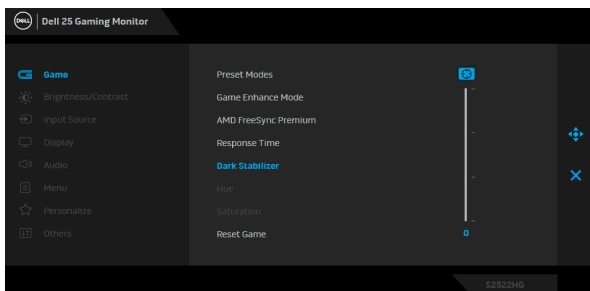 DELL
Dell 25 Gaming Monitor
Game
Brightness/Contrast
Input Source
Display
Audio
Menu
Personalize
Others
Preset Modes
Game Enhance Mode
AMD FreeSync Premium
Response Time
Dark Stabilizer
Hue
Saturation
Reset Game
0
S2522HG